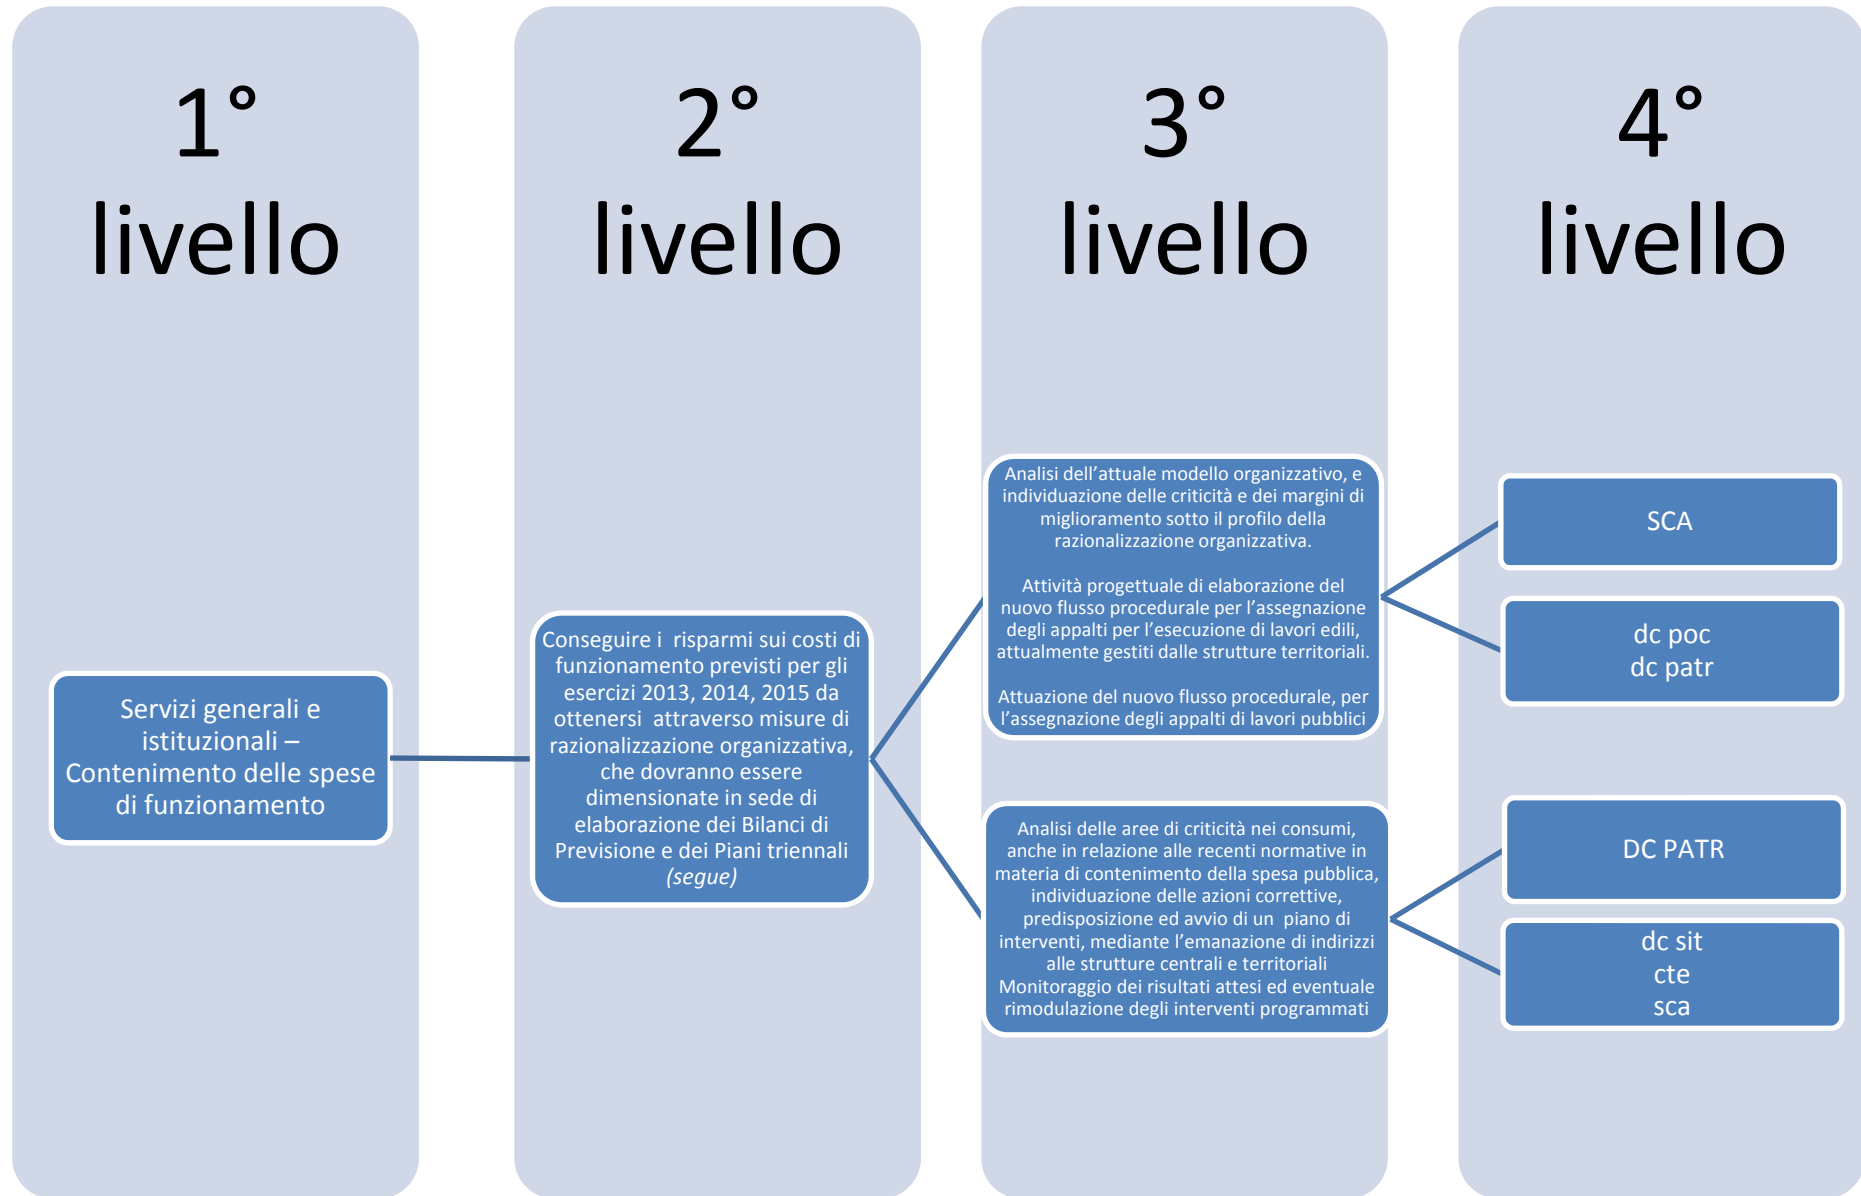 1°
livello
2°
livello
3°
livello
4°
livello
Servizi generali e
istituzionali –
Contenimento delle spese
di funzionamento
Conseguire i  risparmi sui costi di
funzionamento previsti per gli
esercizi 2013, 2014, 2015 da
ottenersi  attraverso misure di
razionalizzazione organizzativa,
che dovranno essere
dimensionate in sede di
elaborazione dei Bilanci di
Previsione e dei Piani triennali
(segue)
Analisi dell’attuale modello organizzativo, e
individuazione delle criticità e dei margini di
miglioramento sotto il profilo della
razionalizzazione organizzativa.
Attività progettuale di elaborazione del
nuovo flusso procedurale per l’assegnazione
degli appalti per l’esecuzione di lavori edili,
attualmente gestiti dalle strutture territoriali.
Attuazione del nuovo flusso procedurale, per
l’assegnazione degli appalti di lavori pubblici
Analisi delle aree di criticità nei consumi,
anche in relazione alle recenti normative in
materia di contenimento della spesa pubblica,
individuazione delle azioni correttive,
predisposizione ed avvio di un  piano di
interventi, mediante l’emanazione di indirizzi
alle strutture centrali e territoriali
Monitoraggio dei risultati attesi ed eventuale
rimodulazione degli interventi programmati
SCA
dc poc
dc patr
DC PATR
dc sit
cte
sca